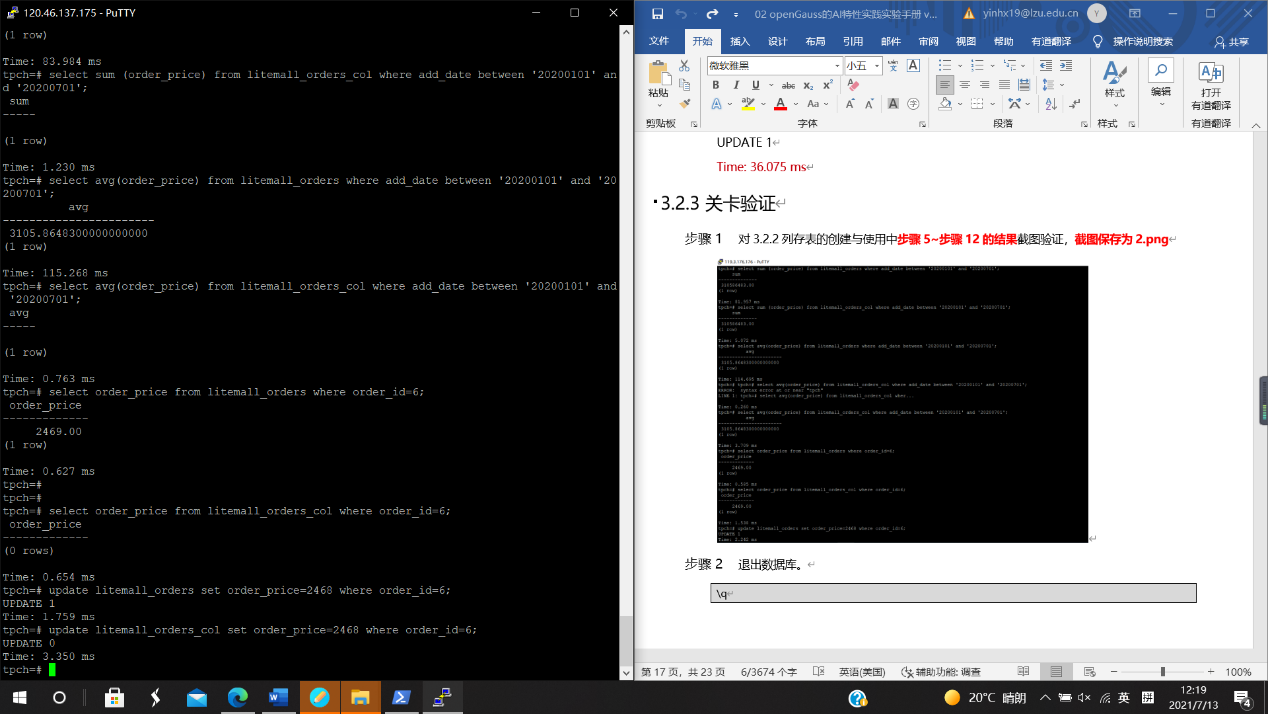 120.46.137.175 - PuTTY
(1 row)
Time: 83.984 ms
tpch=# select sum (order_price) from litemall_orders_col where add_date between '20200101' an
d '20200701';
sum
-----
(1 row)
Time: 1.230 ms
tpch=# select avg(order_price) from litemall_orders where add_date between '20200101' and '20
200701';
avg
-----------------------
3105.8648300000000000
(1 row)
Time: 115.268 ms
tpch=# select avg(order_price) from litemall_orders_col where add_date between '20200101' and
'20200701';
avg
-----
(1 row)
Time: 0.763 ms
tpch=# select order_price from litemall_orders where order_id=6;
order_price
-------------
2469.00
(1 row)
Time: 0.627 ms
tpch=#
tpch=#
tpch=# select order_price from litemall_orders_col where order_id=6;
order_price
-------------
(0 rows)
Time: 0.654 ms
tpch=# update litemall_orders set order_price=2468 where order_id=6;
UPDATE 1
Time: 1.759 ms
tpch=# update litemall_orders_col set order_price=2468 where order_id=6;
UPDATE 0
Time: 3.350 ms
tpch=#
02 openGauss的AI特性实践实验手册 v...
yinhx19@lzu.edu.cn
Y
文件 开始 插入 设计 布局 引用 邮件 审阅 视图 帮助 有道翻译 操作说明搜索 共享
微软雅黑 小五
粘贴 样式 编辑 打开
有道翻译
剪贴板 字体 段落 样式 有道翻译
UPDATE 1
Time: 36.075 ms
3.2.3 关卡验证
步骤 1 对 3.2.2 列存表的创建与使用中步骤 5~步骤 12 的结果截图验证，截图保存为 2.png
步骤 2 退出数据库。
\q
第 17 页，共 23 页 6/3674 个字 英语(美国) 辅助功能: 调查 100%
20°C 晴朗 英 12:19
2021/7/13
4